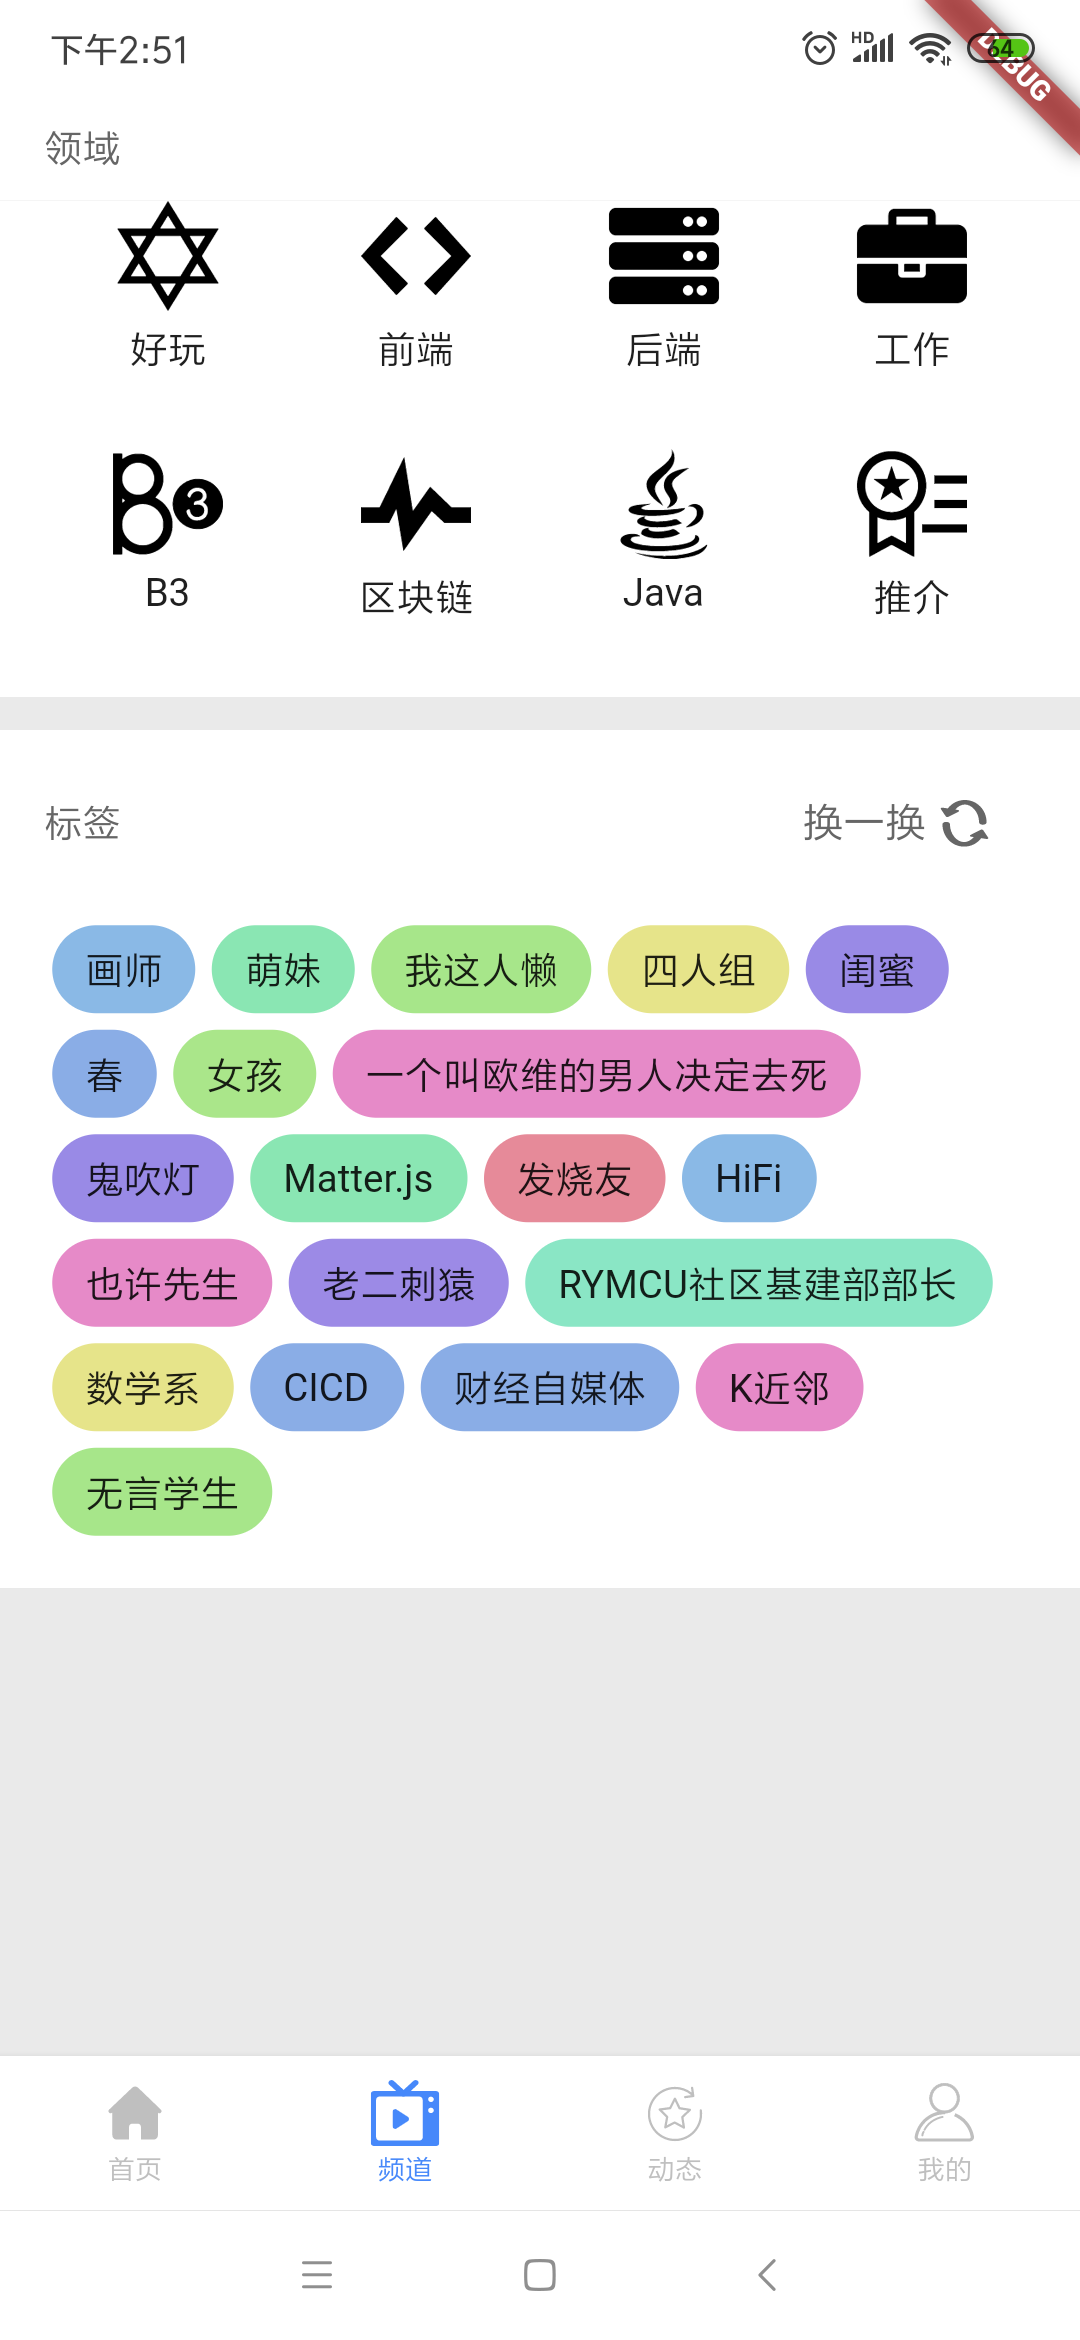 下午2:51
HD
64
DEBUG
领域
好玩 前端 后端 工作
3
B3 区块链 Java 推介
标签 换一换
画师 萌妹 我这人懒 四人组 闺蜜
春 女孩 一个叫欧维的男人决定去死
鬼吹灯 Matter.js 发烧友 HiFi
也许先生 老二刺猿 RYMCU社区基建部部长
数学系 CICD 财经自媒体 K近邻
无言学生
首页 频道 动态 我的